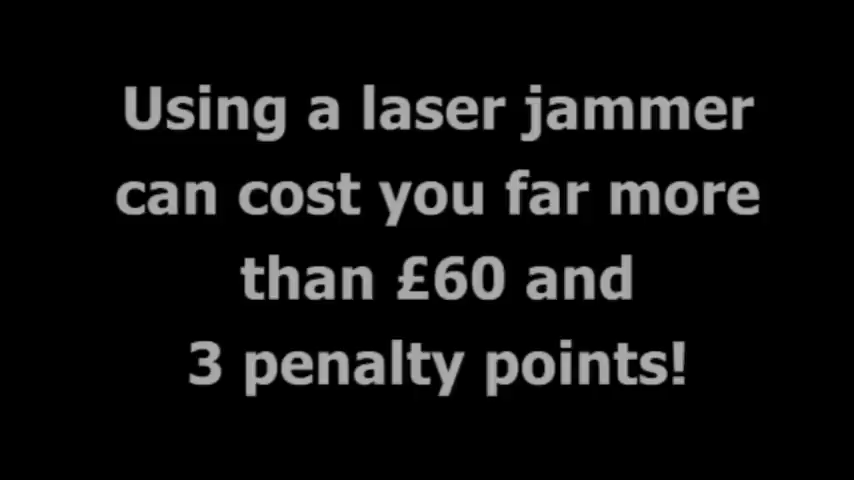 Using a laser jammer
can cost you far more
than £60 and
3 penalty points!